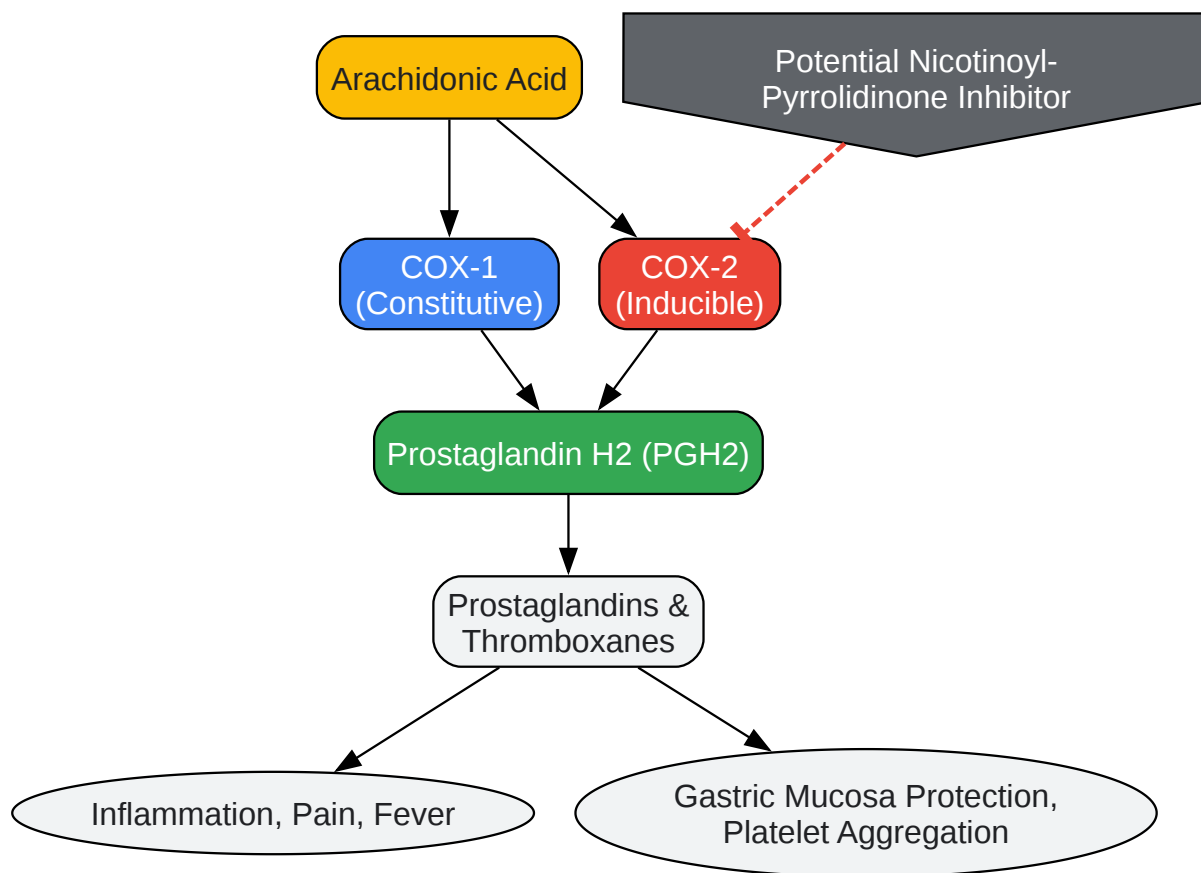 Arachidonic Acid
Potential Nicotinoyl-
Pyrrolidinone Inhibitor
COX-1
(Constitutive)
COX-2
(Inducible)
Prostaglandin H2 (PGH2)
Prostaglandins &
Thromboxanes
Inflammation, Pain, Fever
Gastric Mucosa Protection,
Platelet Aggregation